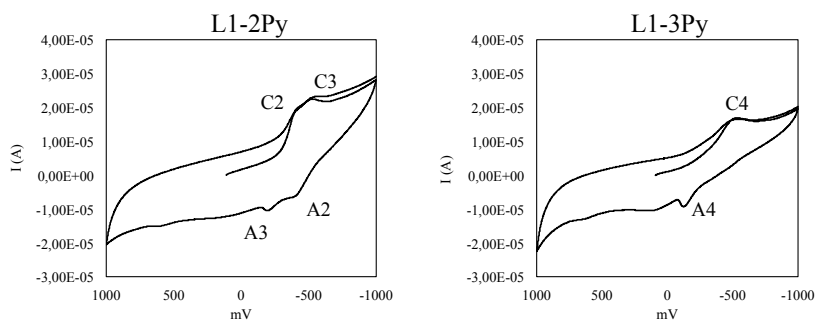 L1-2Py
4,00E-05
3,00E-05
2,00E-05
1,00E-05
0,00E+00
-1,00E-05
-2,00E-05
-3,00E-05
I (A)
C2
C3
A3
A2
1000
500
0
-500
-1000
mV
L1-3Py
4,00E-05
3,00E-05
2,00E-05
1,00E-05
0,00E+00
-1,00E-05
-2,00E-05
-3,00E-05
I (A)
C4
A4
1000
500
0
-500
-1000
mV